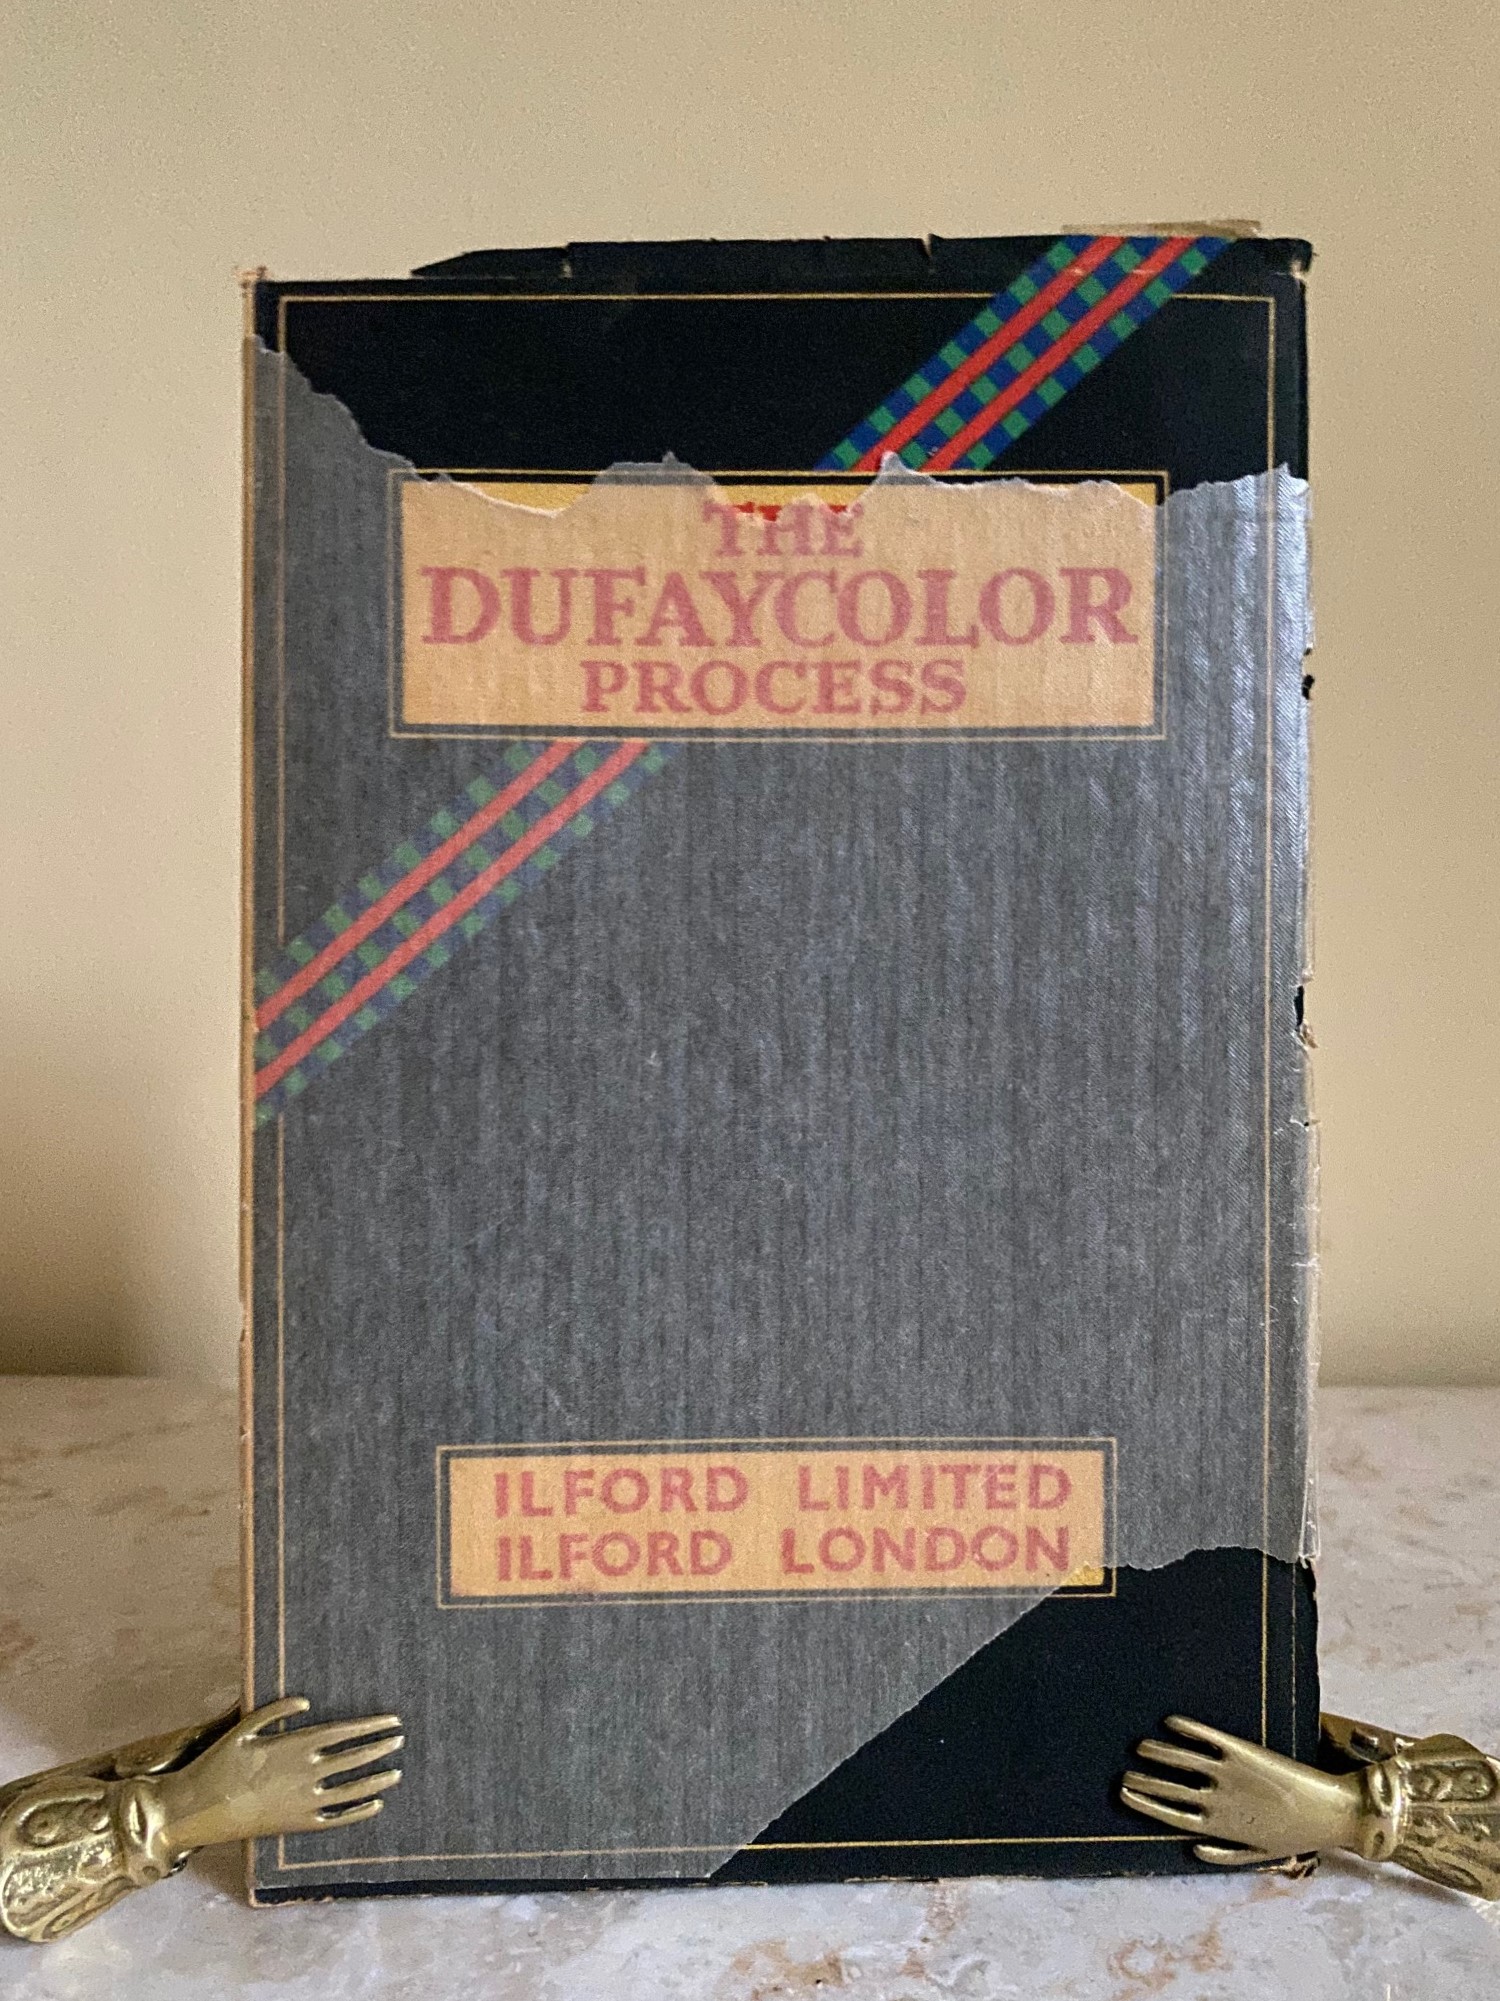 THE
DUFAYCOLOR
PROCESS
ILFORD LIMITED
ILFORD LONDON